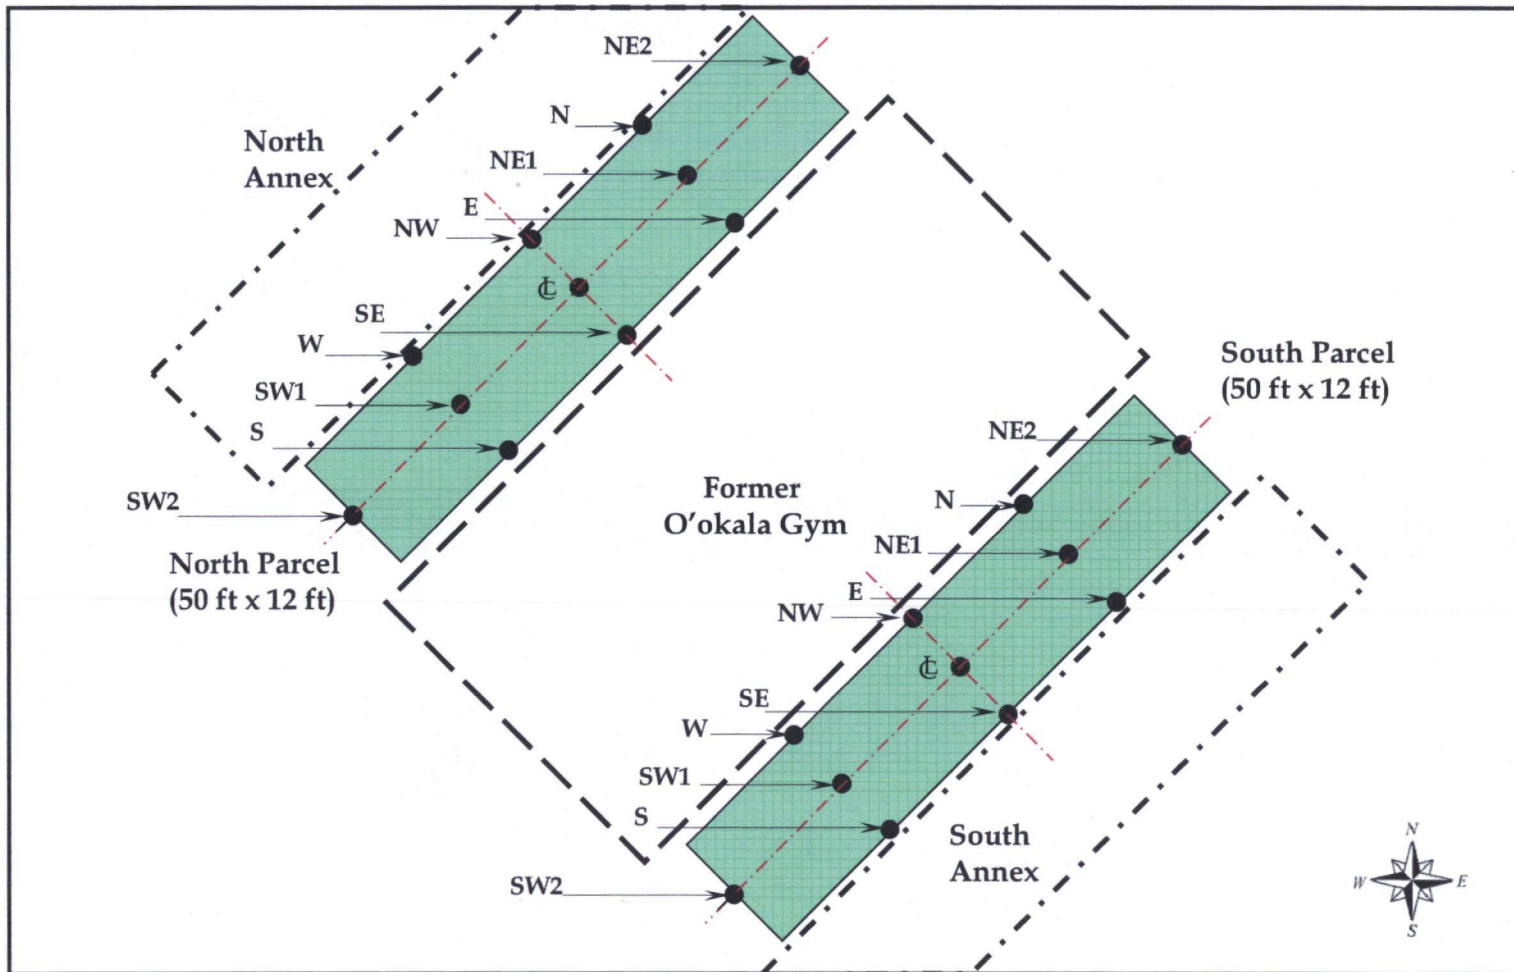 NE2
N
North
Annex
NE1
E
NW
℄
SE
W
SW1
S
SW2
North Parcel
(50 ft x 12 ft)
Former
O'okala Gym
South Parcel
(50 ft x 12 ft)
NE2
N
NE1
E
NW
℄
SE
W
SW1
S
SW2
South
Annex
N
W
E
S